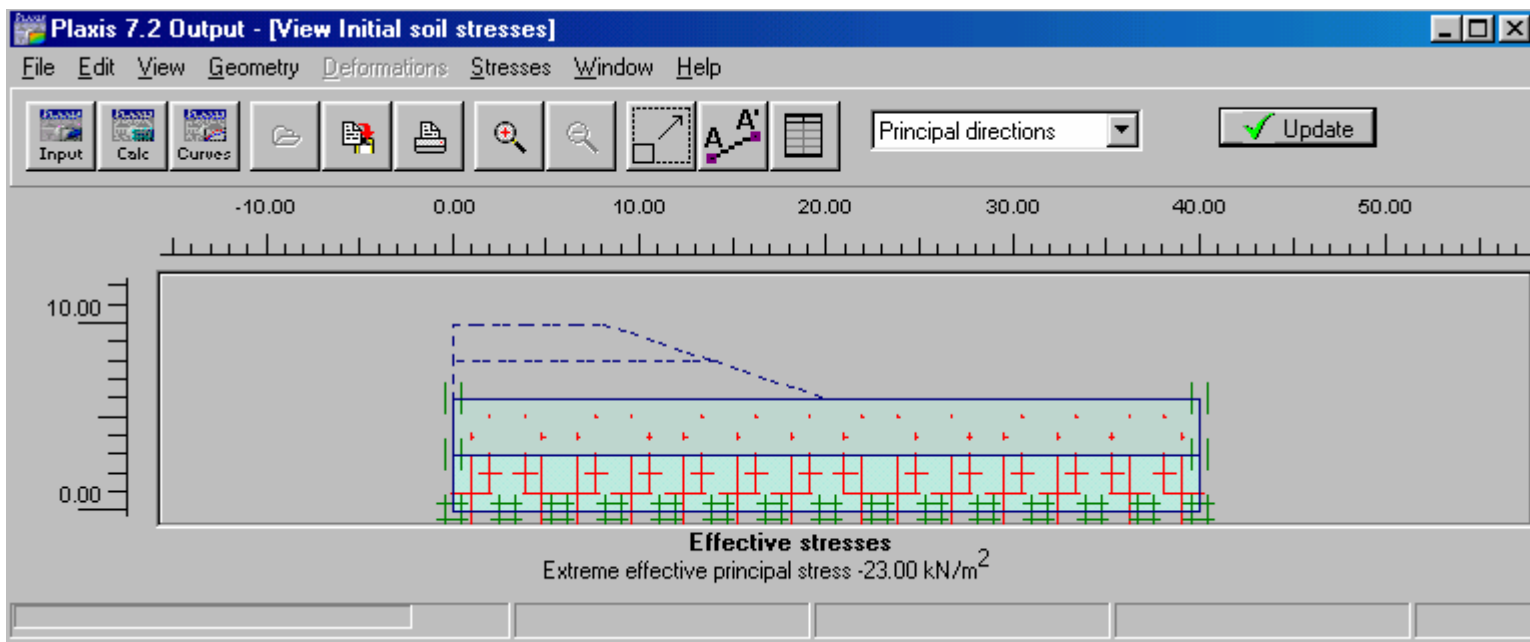 Plaxis 7.2 Output - [View Initial soil stresses]
File Edit View Geometry Deformations Stresses Window Help
Input Calc Curves A A' Principal directions Update
-10.00 0.00 10.00 20.00 30.00 40.00 50.00
10.00
0.00
Effective stresses
Extreme effective principal stress -23.00 kN/m²